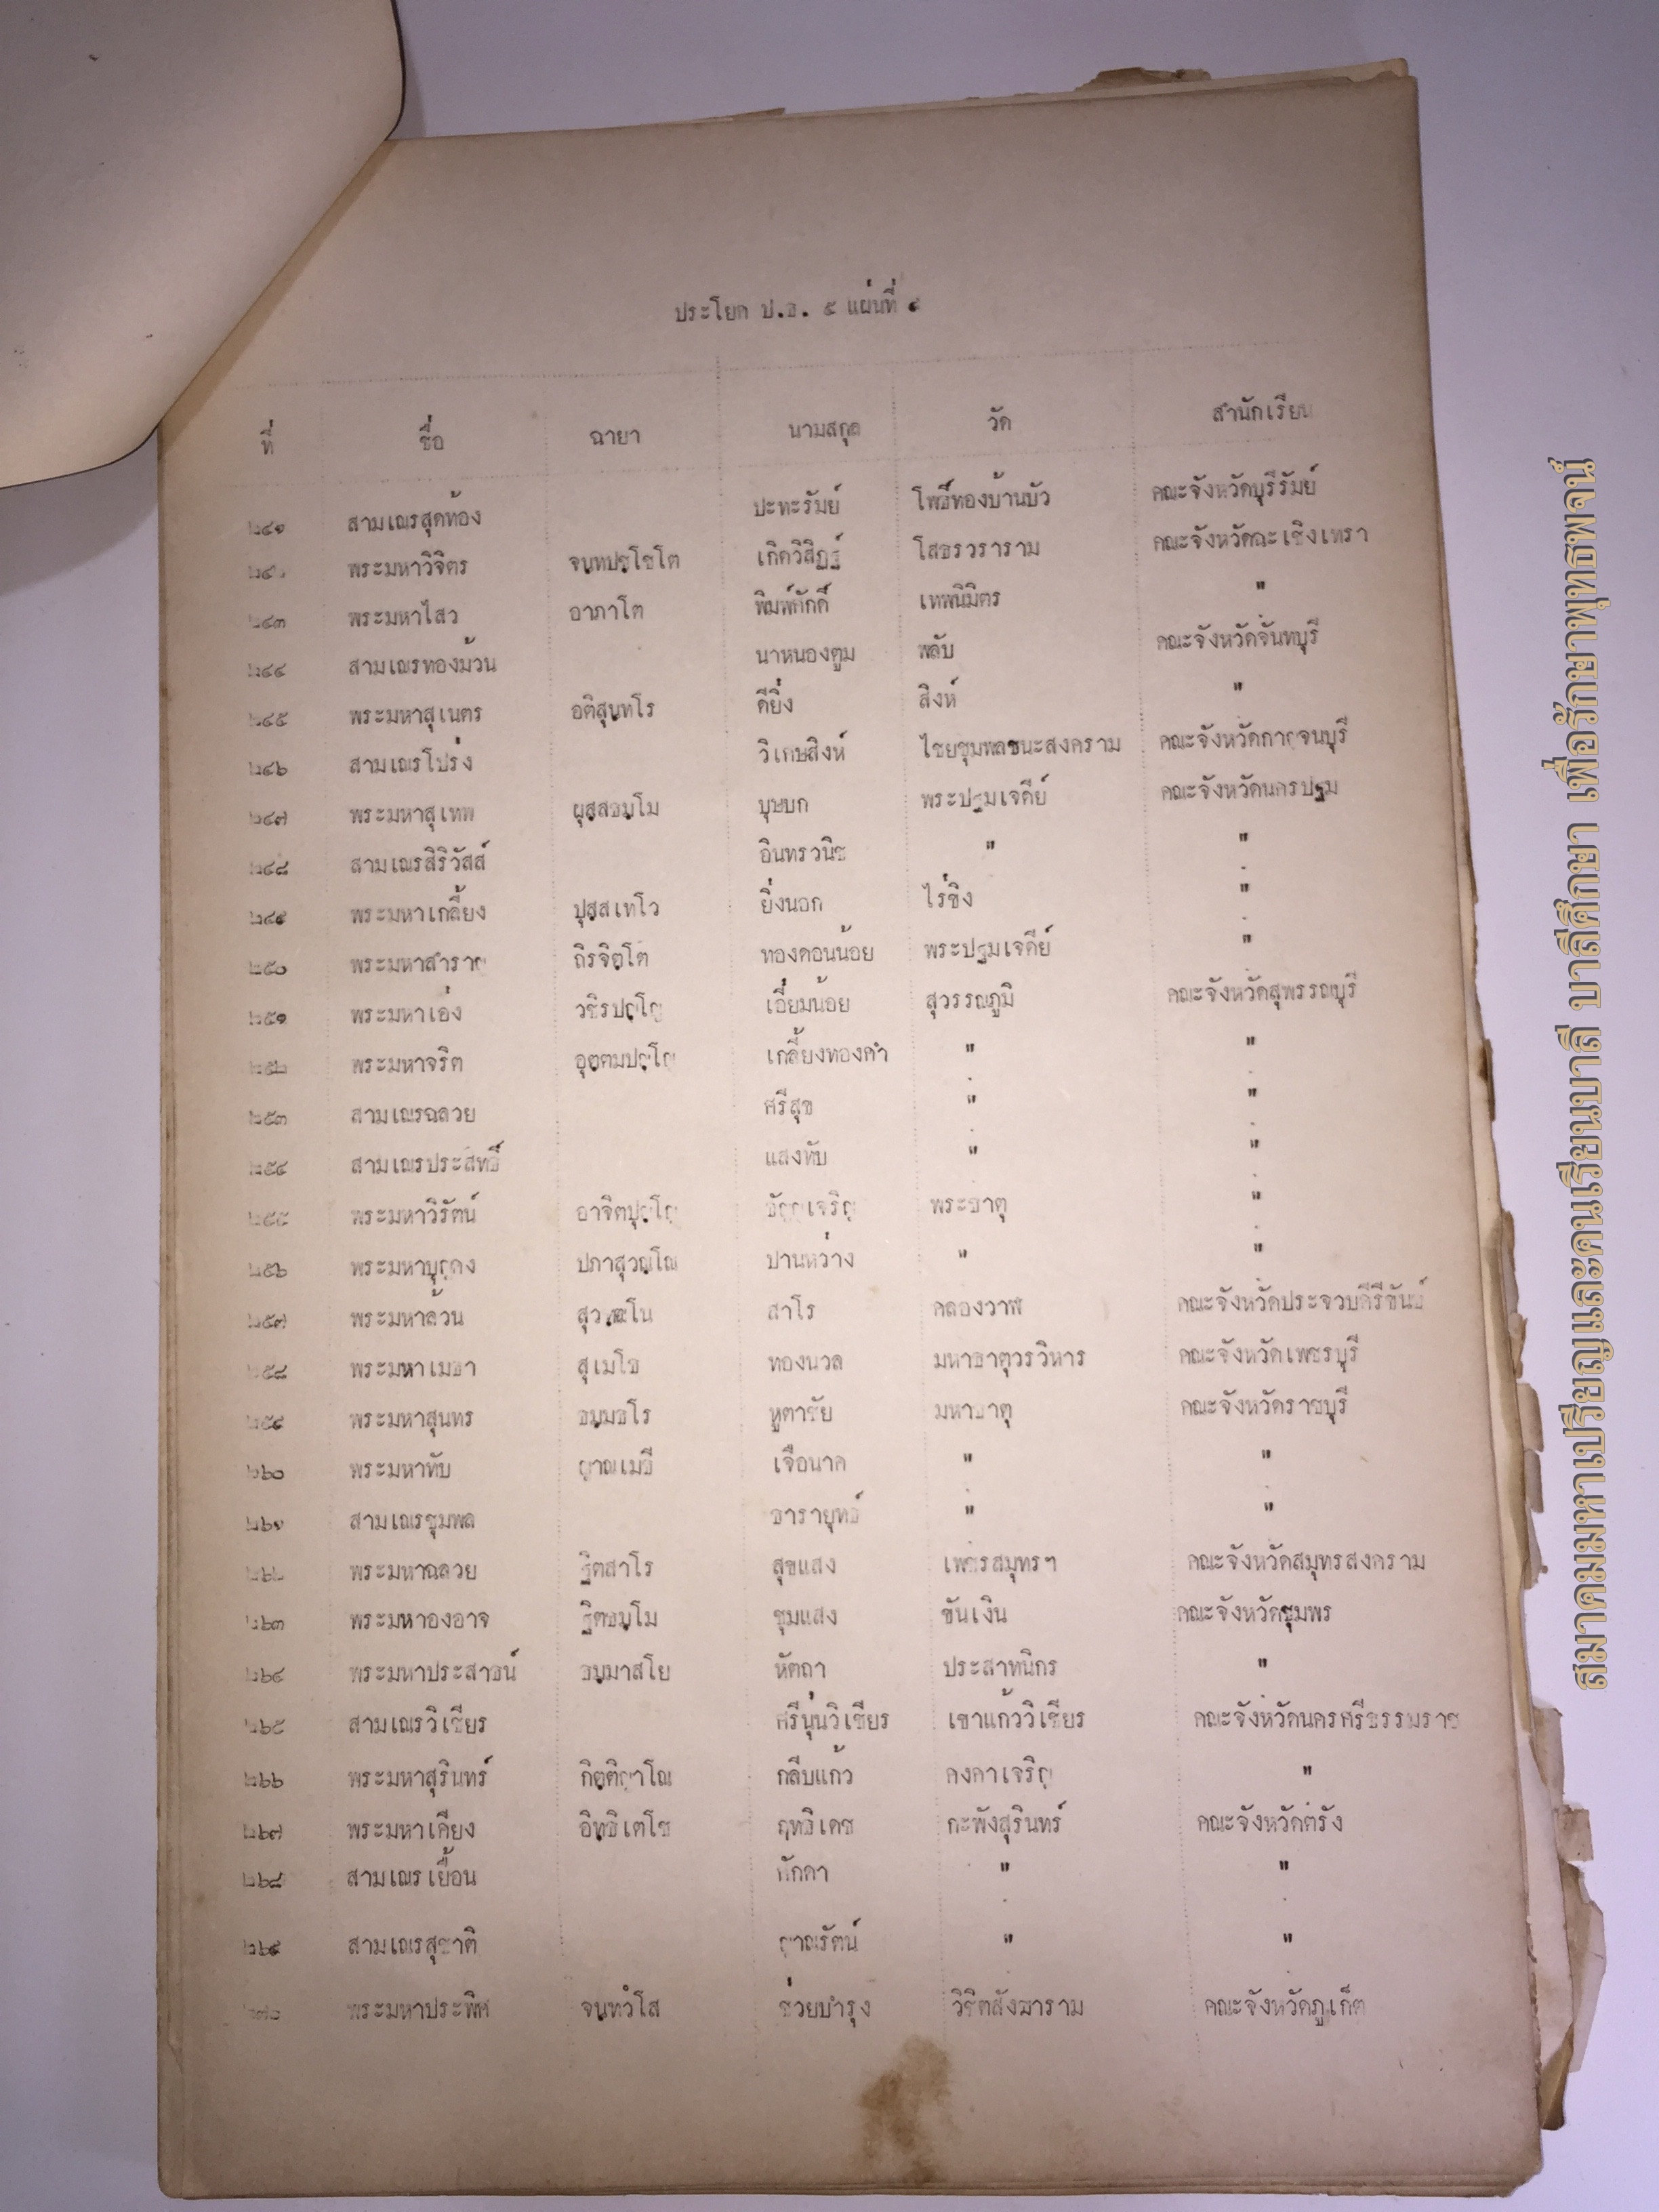 ประโยค ป.ธ. ๕ แผ่นที่
ที่ ชื่อ ฉายา นามสกุล วัด สำนักเรียน
๒๔๑ สามเณรสุดท้อง ปะทะรัมย์ โพธิ์ทองบ้านบัว คณะจังหวัดบุรีรัมย์
พระมหาวิจิตร จนฺทปชฺโชโต เกิดวิสิฏฐ์ โสธรวราราม คณะจังหวัดฉะเชิงเทรา
๒๔๓ พระมหาไสว อาภาโต พิมพ์ศักดิ์ เทพนิมิตร "
๒๔๔ สามเณรทองม้วน นาหนองตูม พลับ คณะจังหวัดจันทบุรี
๒๔๕ พระมหาสุเนตร อติสุนฺทโร ดียิ่ง สิงห์ "
๒๔๖ สามเณรโปร่ง วิเศษสิงห์ ไชยชุมพลชนะสงคราม คณะจังหวัดกาญจนบุรี
๒๔๗ พระมหาสุเทพ ผุสฺสธมฺโม บุษบก พระปฐมเจดีย์ คณะจังหวัดนครปฐม
๒๔๘ สามเณรสิริวัสส์ อินทรวนิช " "
๒๔๙ พระมหาเกลี้ยง ปุสฺสเทโว ยิ่งนอก ไร่ขิง "
๒๕๐ พระมหาสำราญ ถิรจิตฺโต ทองดอนน้อย พระปฐมเจดีย์ "
๒๕๑ พระมหาเอ่ง วชิรปญฺโญ เอี่ยมน้อย สุวรรณภูมิ คณะจังหวัดสุพรรณบุรี
๒๕๒ พระมหาจริต อุตฺตมปญฺโญ เกลี้ยงทองคำ " "
๒๕๓ สามเณรฉลวย ศรีสุข " "
๒๕๔ สามเณรประสิทธิ์ แสงทับ " "
๒๕๕ พระมหาวิรัตน์ อาจิตปุญฺโญ ธัญญเจริญ พระธาตุ "
๒๕๖ พระมหาบุญคง ปภาสุวณฺโณ ปานหว่าง " "
๒๕๗ พระมหาล้วน สาโร คลองวาฬ คณะจังหวัดประจวบคีรีขันธ์
๒๕๘ พระมหาเมธา สุเมโธ ทองนวล มหาธาตุวรวิหาร คณะจังหวัดเพชรบุรี
๒๕๙ พระมหาสุนทร ธมฺมธโร หูตาชัย มหาธาตุ คณะจังหวัดราชบุรี
๒๖๐ พระมหาทับ ญาณเมธี เจือนาค " "
๒๖๑ สามเณรชุมพล ธารายุทธ์ " "
๒๖๒ พระมหาฉลวย ฐิตสาโร สุขแสง เพชรสมุทรฯ คณะจังหวัดสมุทรสงคราม
๒๖๓ พระมหาองอาจ ฐิตธมฺโม ชุมแสง ขันเงิน คณะจังหวัดชุมพร
๒๖๔ พระมหาประสาธน์ ธมฺมาสโย หัตถา ประสาทนิกร "
๒๖๕ สามเณรวิเชียร ศรีนุ่นวิเชียร เขาแก้ววิเชียร คณะจังหวัดนครศรีธรรมราช
๒๖๖ พระมหาสุรินทร์ กิตฺติญาโณ กลีบแก้ว คงคาเจริญ "
๒๖๗ พระมหาเคียง อิทฺธิเตโช ฤทธิเดช กะพังสุรินทร์ คณะจังหวัดตรัง
๒๖๘ สามเณรเยื้อน ภักดา " "
๒๖๙ สามเณรสุชาติ ญาณรัตน์ " "
๒๗๐ พระมหาประพิศ จนฺทวํโส ช่วยบำรุง วิชิตสังฆาราม คณะจังหวัดภูเก็ต
สมาคมมหาเปรียญและคนเรียนบาลี บาลีศึกษา เพื่อรักษาพุทธพจน์